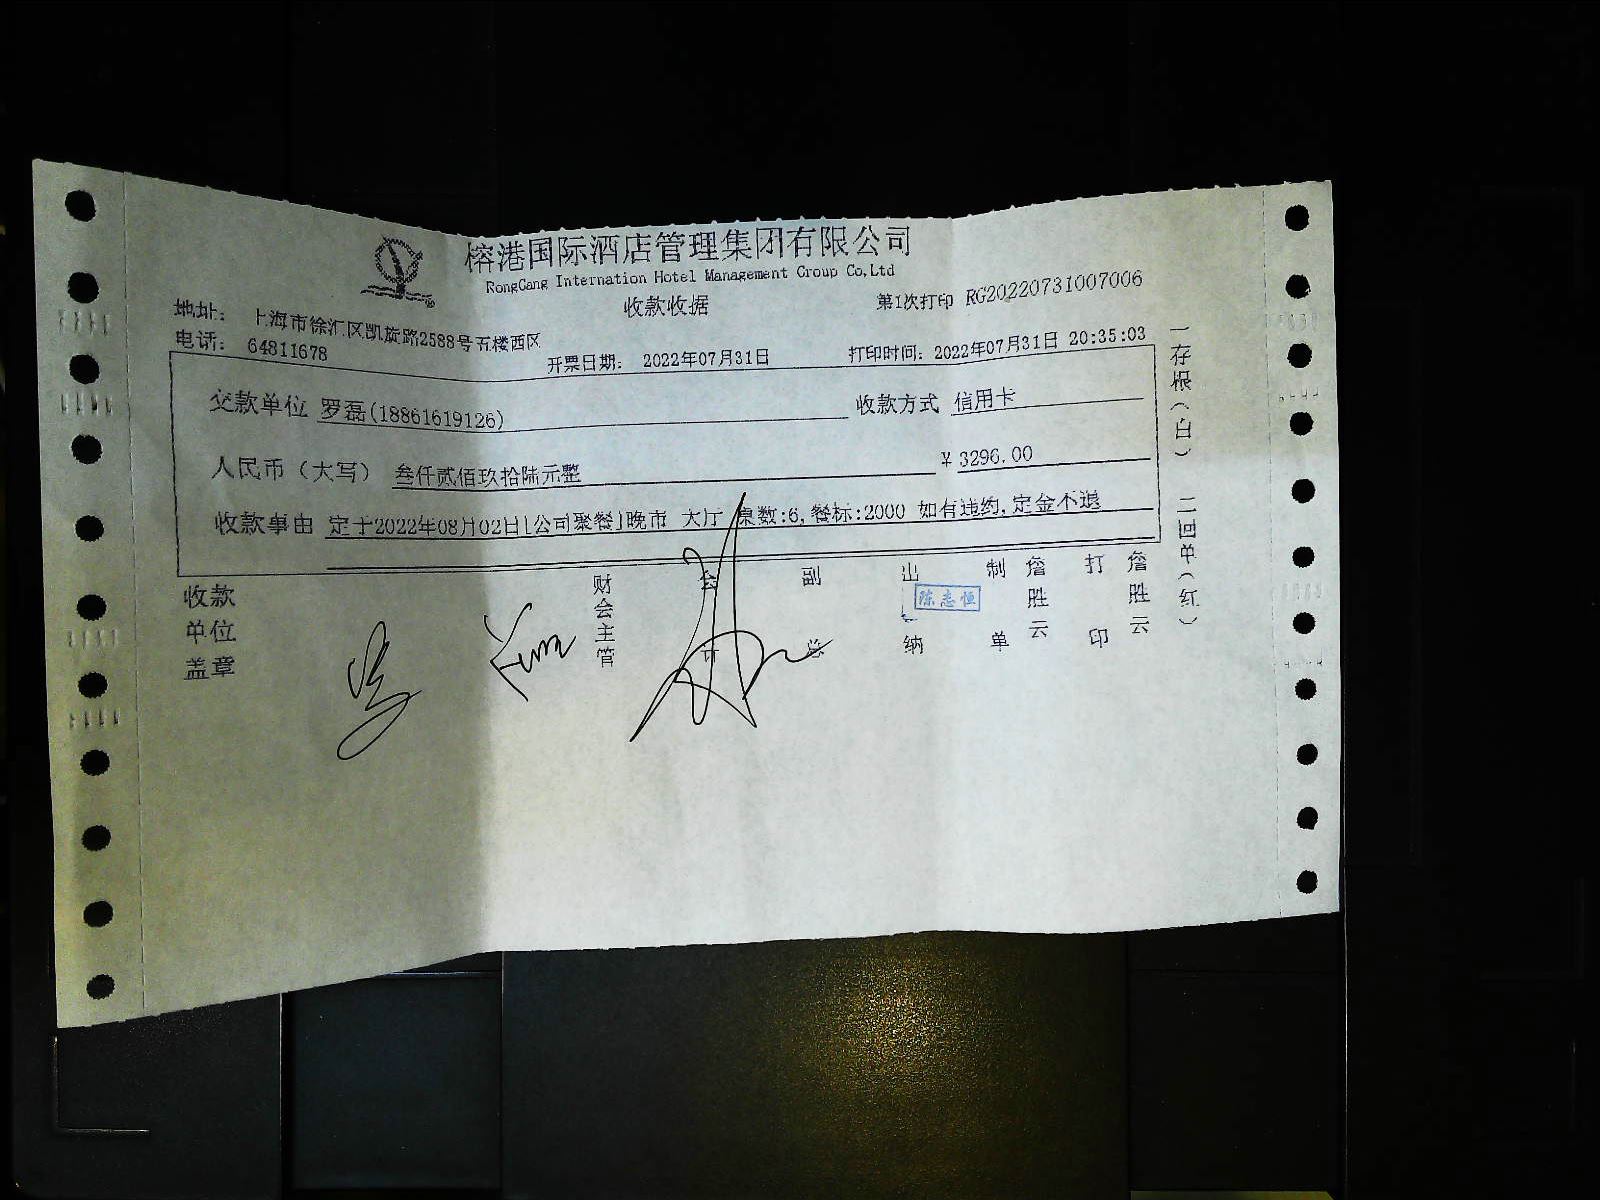 榕港国际酒店管理集团有限公司
RongGang Internation Hotel Management Group Co,Ltd
收款收据
第1次打印 RG20220731007006
地址： 上海市徐汇区凯旋路2588号五楼西区
电话： 64811678
开票日期： 2022年07月31日
打印时间：2022年07月31日 20:35:03
交款单位 罗磊(18861619126)
收款方式 信用卡
人民币（大写） 叁仟贰佰玖拾陆元整
¥3296.00
收款事由 定于2022年08月02日[公司聚餐]晚市 大厅 桌数:6,餐标:2000 如有违约,定金不退
收款单位盖章
财会主管
会计
副总
出纳
陈志恒
制单
詹胜云
打印
詹胜云
一存根（白） 二回单（红）